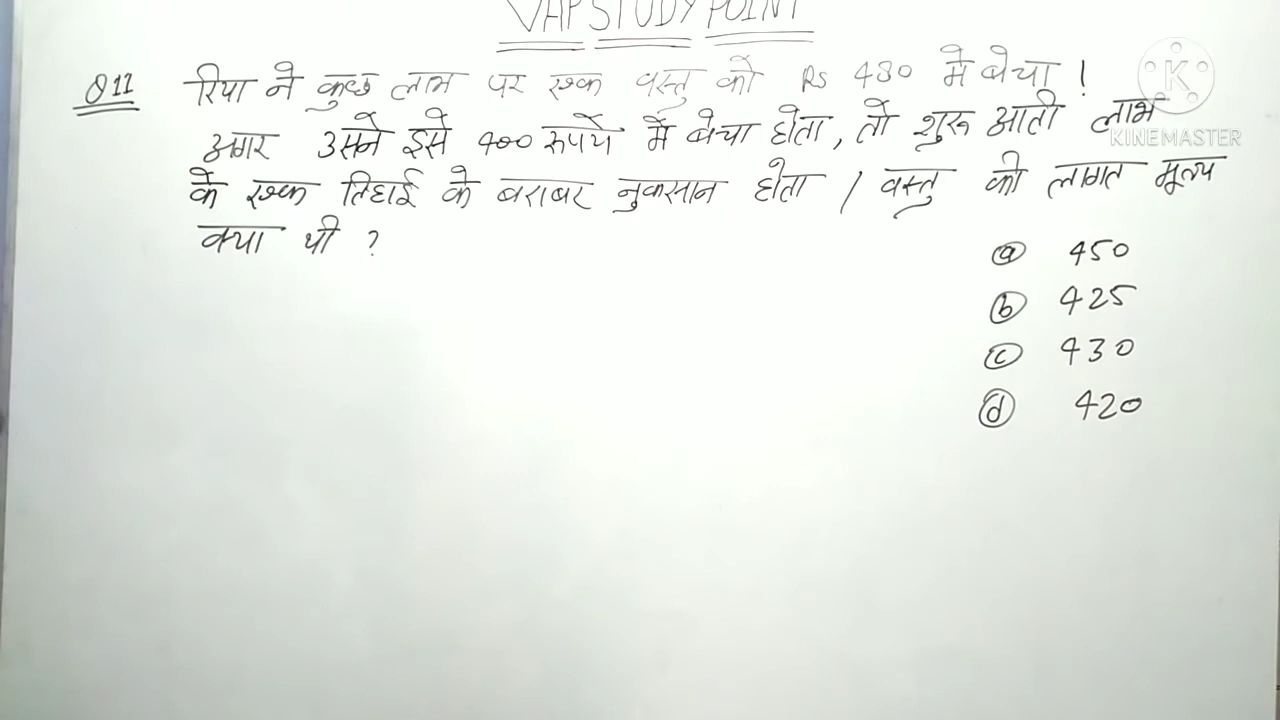 VAP STUDY POINT
Q11 रिया ने कुछ लाभ पर एक वस्तु को Rs 480 मे बेचा !
अगर उसने इसे 400 रूपये में बेचा होता, तो शुरू आती लाभ
के एक तिहाई के बराबर नुकसान होता / वस्तु की लागत मूल्य
क्या थी ?
(a) 450
(b) 425
(c) 430
(d) 420
K
KINEMASTER